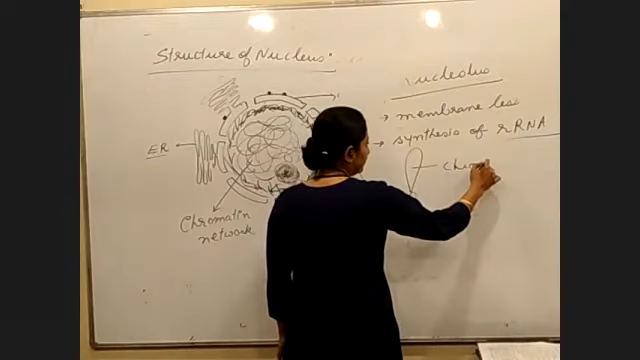 Structure of Nucleus.
Nucleolus
→ membrane less
→ synthesis of rRNA
ER
Chromatin
network